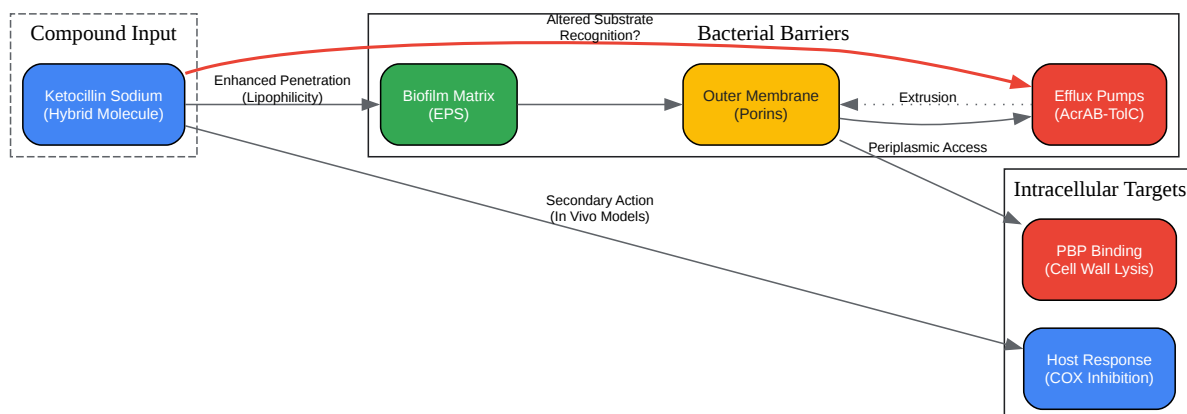 Compound Input
Ketocillin Sodium
(Hybrid Molecule)
Enhanced Penetration
(Lipophilicity)
Altered Substrate
Recognition?
Bacterial Barriers
Biofilm Matrix
(EPS)
Outer Membrane
(Porins)
Extrusion
Efflux Pumps
(AcrAB-TolC)
Periplasmic Access
Secondary Action
(In Vivo Models)
Intracellular Targets
PBP Binding
(Cell Wall Lysis)
Host Response
(COX Inhibition)